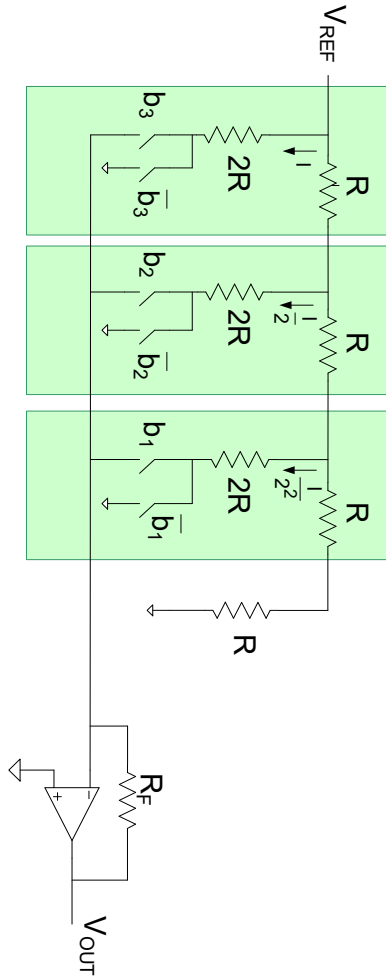 V_REF
R
R
R
I
I/2
I/2²
2R
2R
2R
R
b₃
b̅₃
b₂
b̅₂
b₁
b̅₁
R_F
−
+
V_OUT